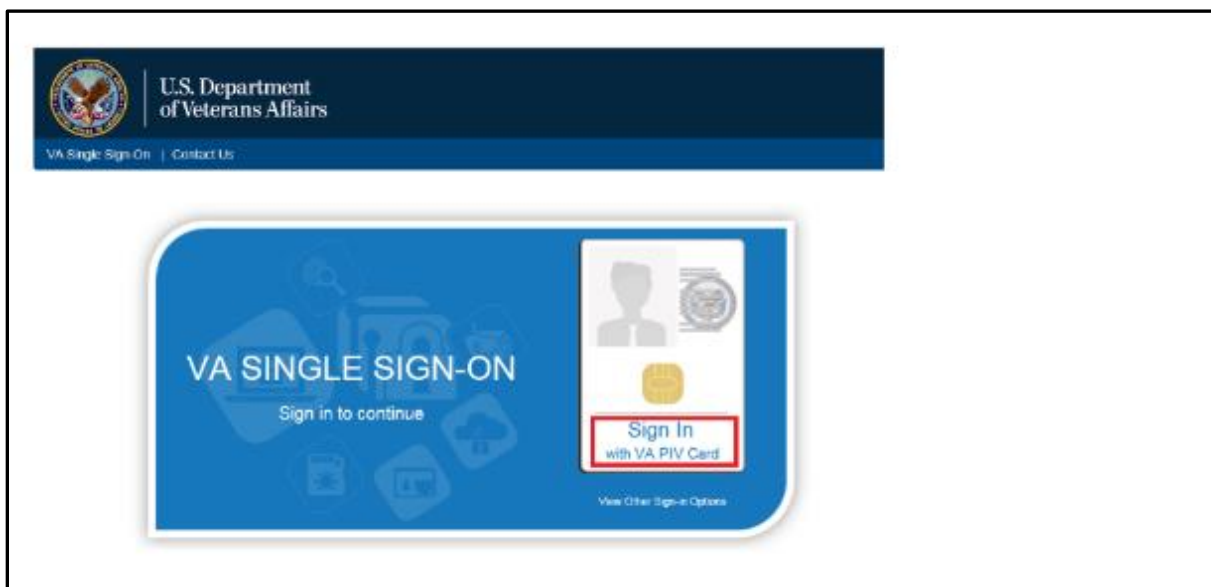 U.S. Department
of Veterans Affairs
VA Single Sign-On | Contact Us
VA SINGLE SIGN-ON
Sign in to continue
Sign In
with VA PIV Card
View Other Sign-in Options